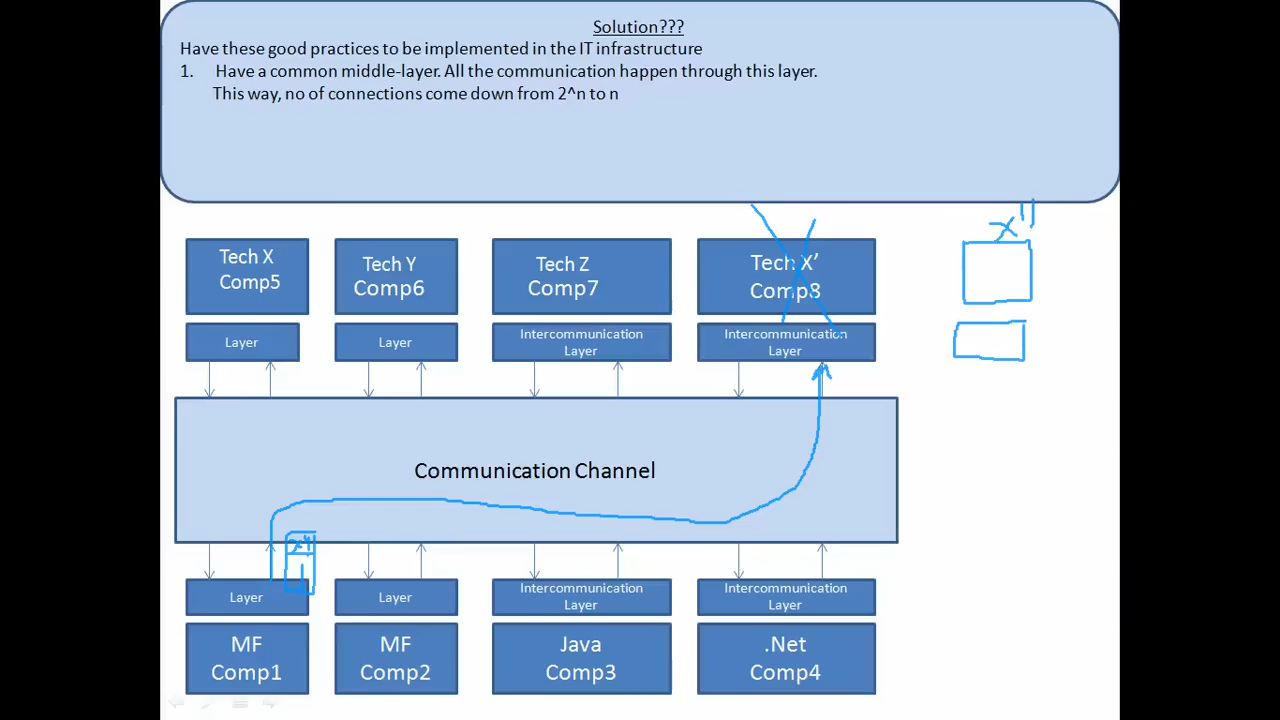 Solution???
Have these good practices to be implemented in the IT infrastructure
1. Have a common middle-layer. All the communication happen through this layer.
This way, no of connections come down from 2^n to n
Tech X
Comp5
Tech Y
Comp6
Tech Z
Comp7
Tech X’
Comp8
x"
Layer
Layer
Intercommunication
Layer
Intercommunication
Layer
Communication Channel
Layer
Layer
Intercommunication
Layer
Intercommunication
Layer
MF
Comp1
MF
Comp2
Java
Comp3
.Net
Comp4